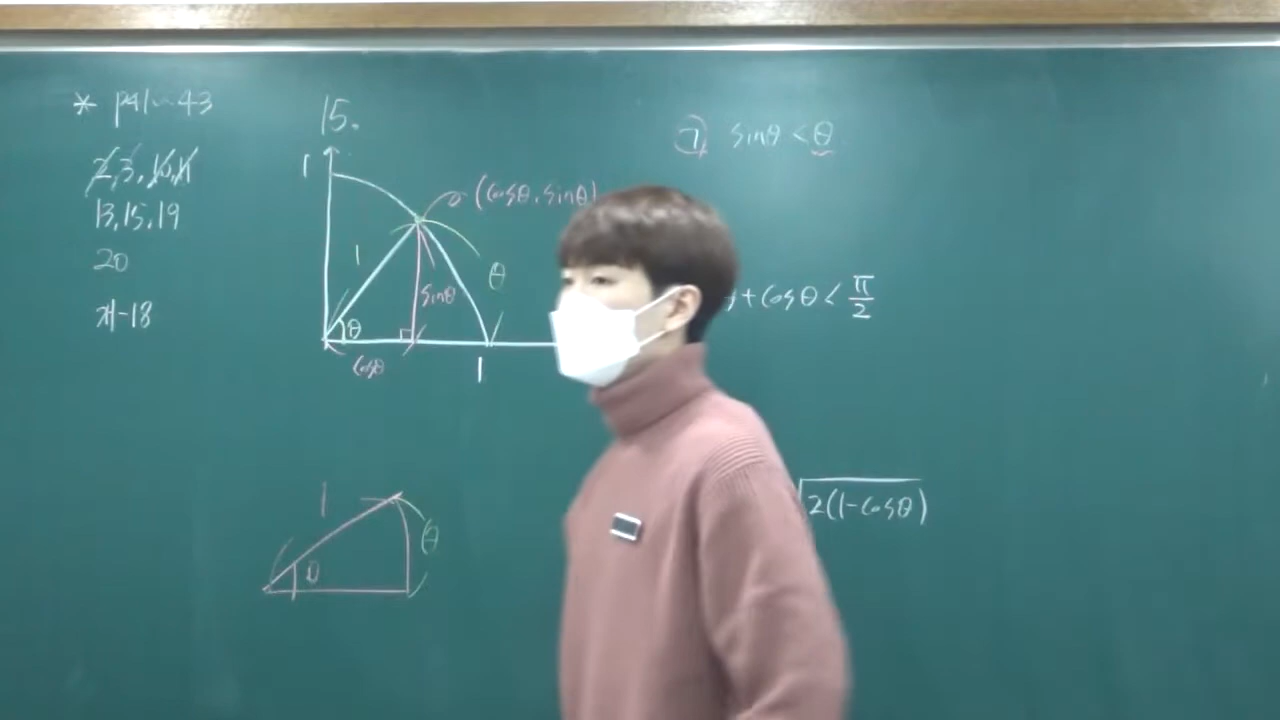 * p41~43
2, 3, 10, 11
13, 15, 19
20
제-18
15.
1
(cosθ, sinθ)
1
θ
sinθ
θ
cosθ
1
㉠ sinθ < θ
+ cosθ < π/2
√2(1-cosθ)
1
θ
θ